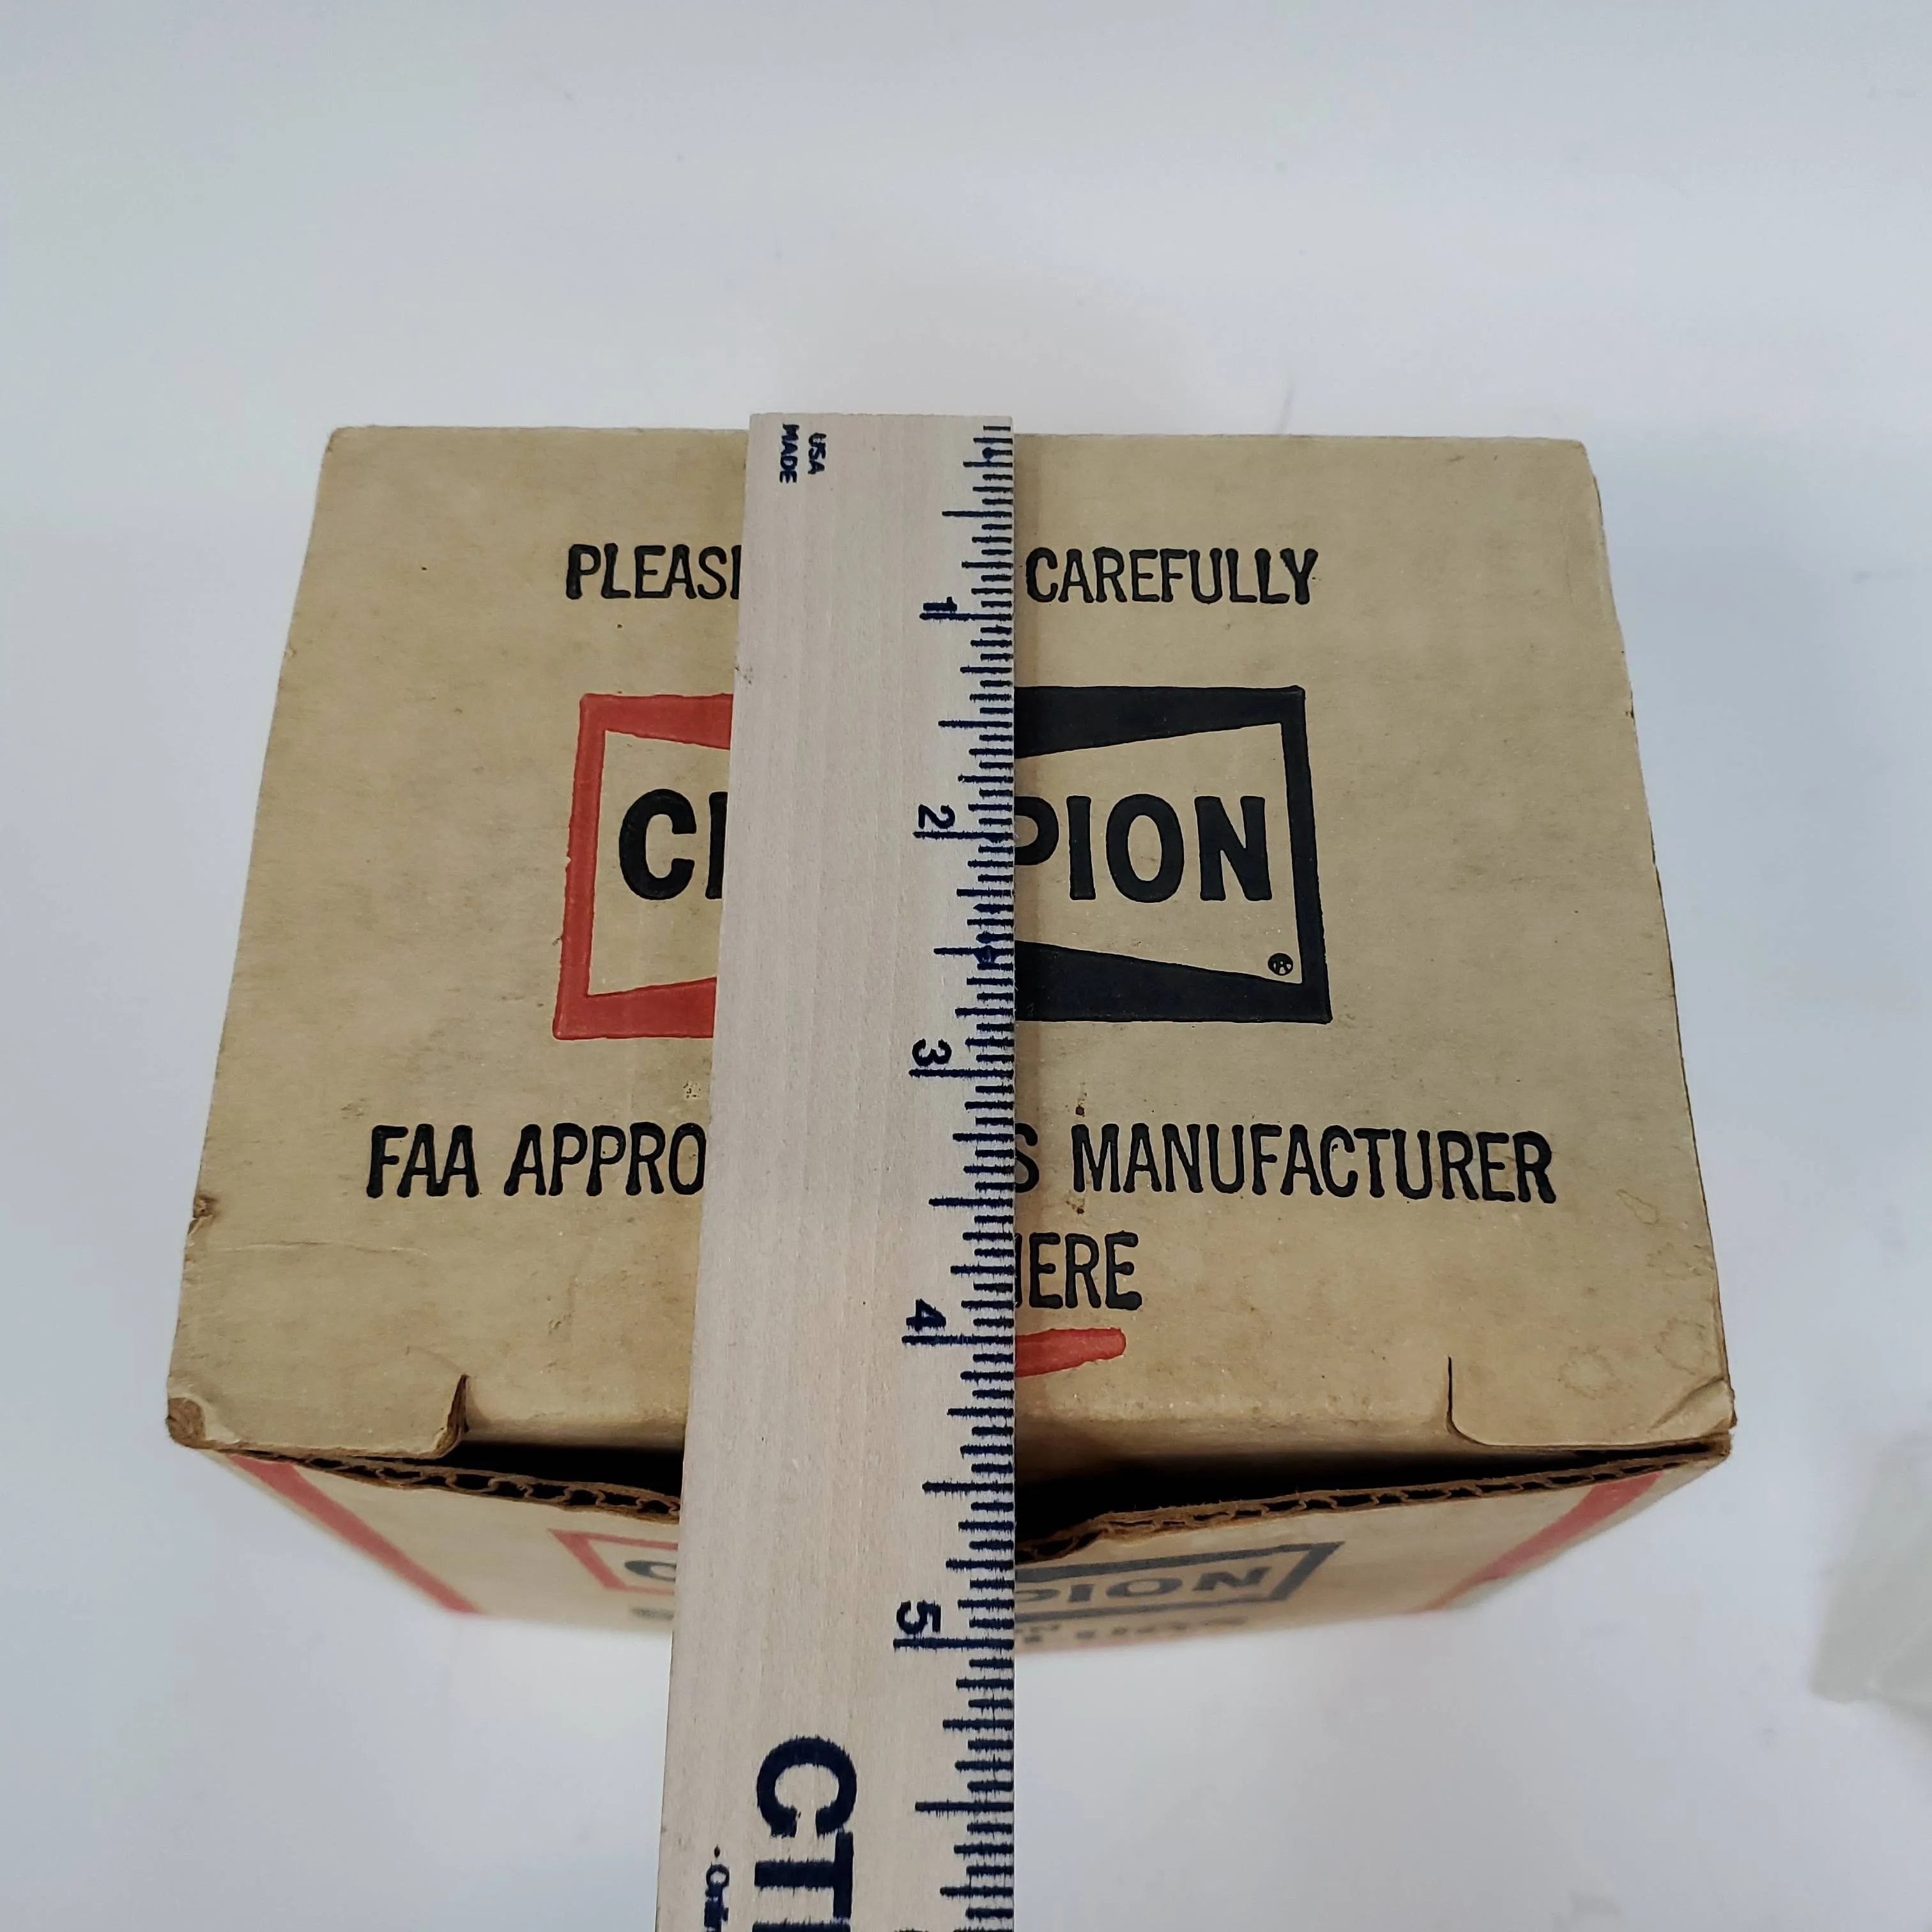 USA
MADE
PLEAS CAREFULLY
1
2
C PION
®
3
FAA APPRO S MANUFACTURER
ERE
4
PION
5
CT